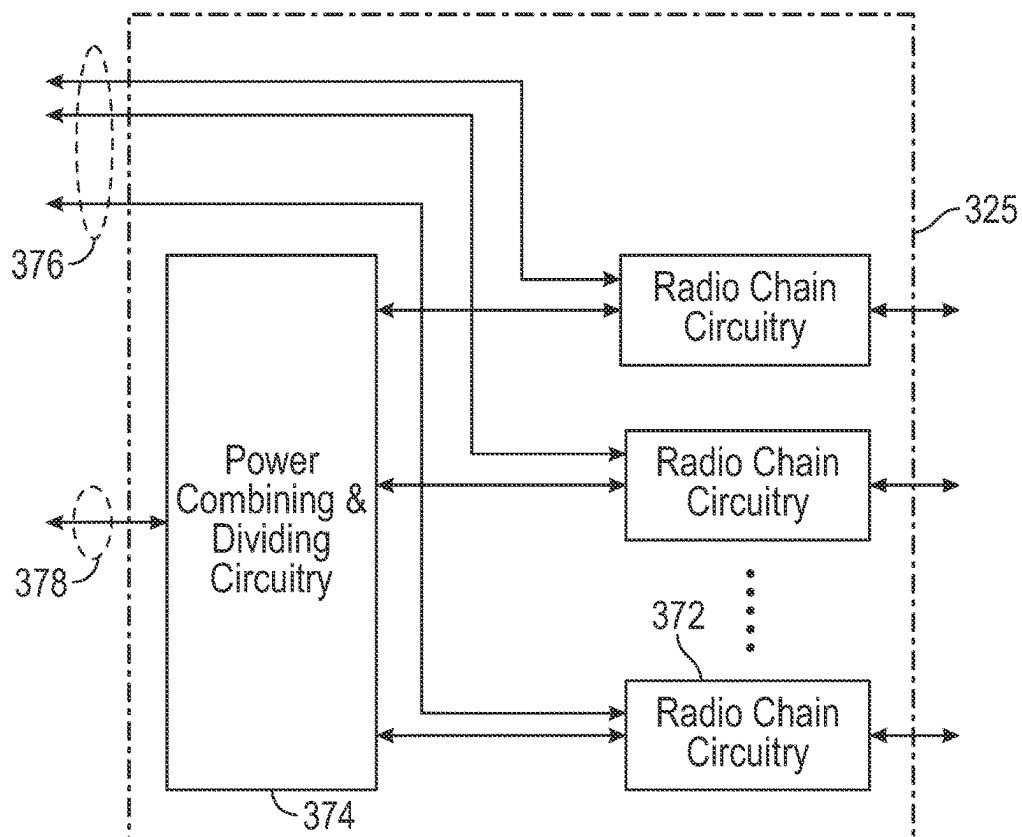 325
376
Radio Chain
Circuitry
Power
Combining &
Dividing
Circuitry
Radio Chain
Circuitry
378
372
Radio Chain
Circuitry
374